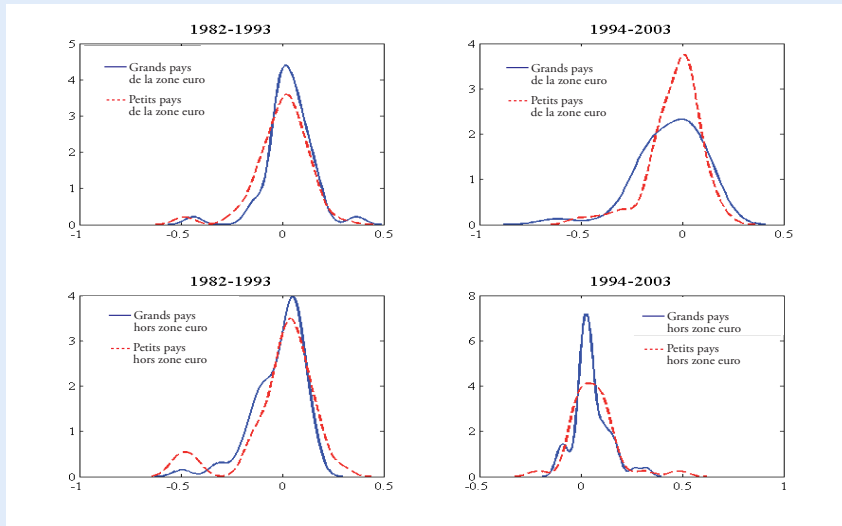 1982-1993
5
4
3
2
1
0
-1
-0.5
0
0.5
Grands pays
de la zone euro
Petits pays
de la zone euro
1994-2003
4
3
2
1
0
-1
-0.5
0
0.5
Grands pays
de la zone euro
Petits pays
de la zone euro
1982-1993
4
3
2
1
0
-1
-0.5
0
0.5
Grands pays
hors zone euro
Petits pays
hors zone euro
1994-2003
8
6
4
2
0
-0.5
0
0.5
1
Grands pays
hors zone euro
Petits pays
hors zone euro